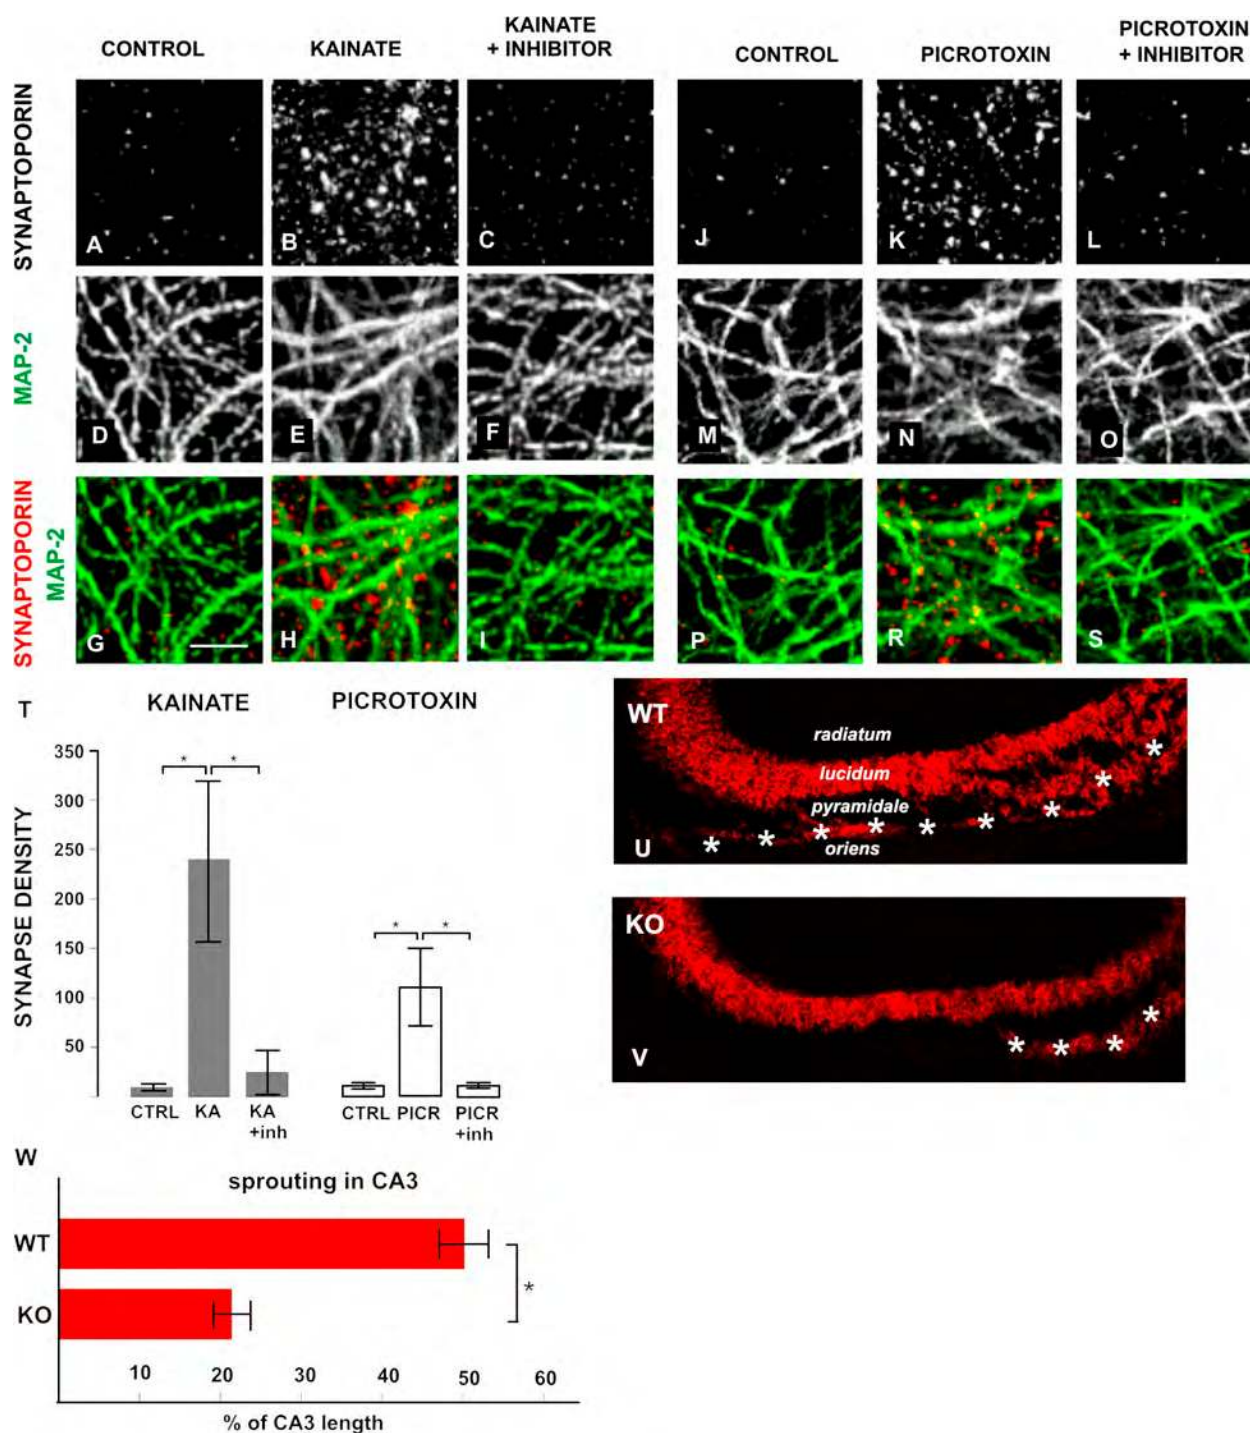 CONTROL
KAINATE
KAINATE
+ INHIBITOR
CONTROL
PICROTOXIN
PICROTOXIN
+ INHIBITOR
SYNAPTOPORIN
A
B
C
J
K
L
MAP-2
D
E
F
M
N
O
SYNAPTOPORIN
MAP-2
G
H
I
P
R
S
T
KAINATE
PICROTOXIN
SYNAPSE DENSITY
350
300
250
200
150
100
50
*
*
*
*
CTRL
KA
KA
+inh
CTRL
PICR
PICR
+inh
WT
radiatum
lucidum
pyramidale
oriens
U
* * * * * * * * *
KO
V
* * * *
W
sprouting in CA3
WT
KO
*
10 20 30 40 50 60
% of CA3 length